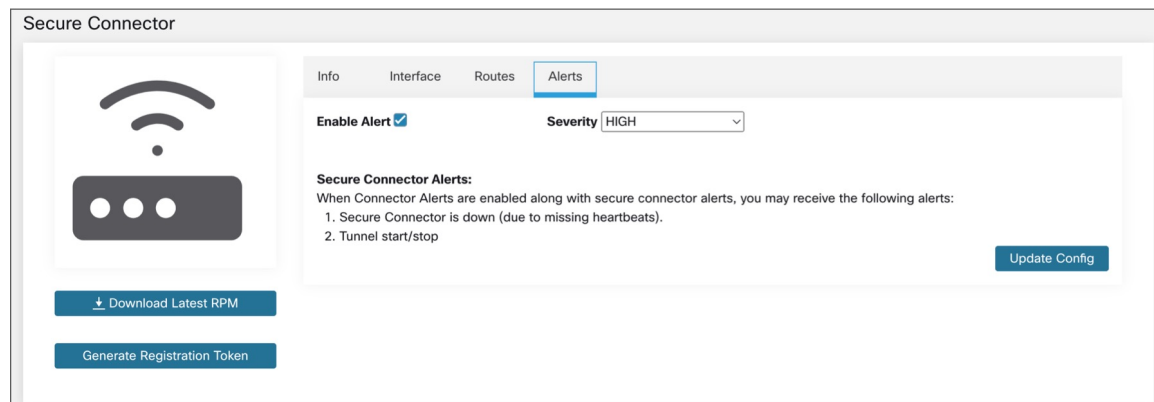 Secure Connector
Info Interface Routes Alerts
Enable Alert Severity HIGH
Secure Connector Alerts:
When Connector Alerts are enabled along with secure connector alerts, you may receive the following alerts:
1. Secure Connector is down (due to missing heartbeats).
2. Tunnel start/stop
Update Config
Download Latest RPM
Generate Registration Token